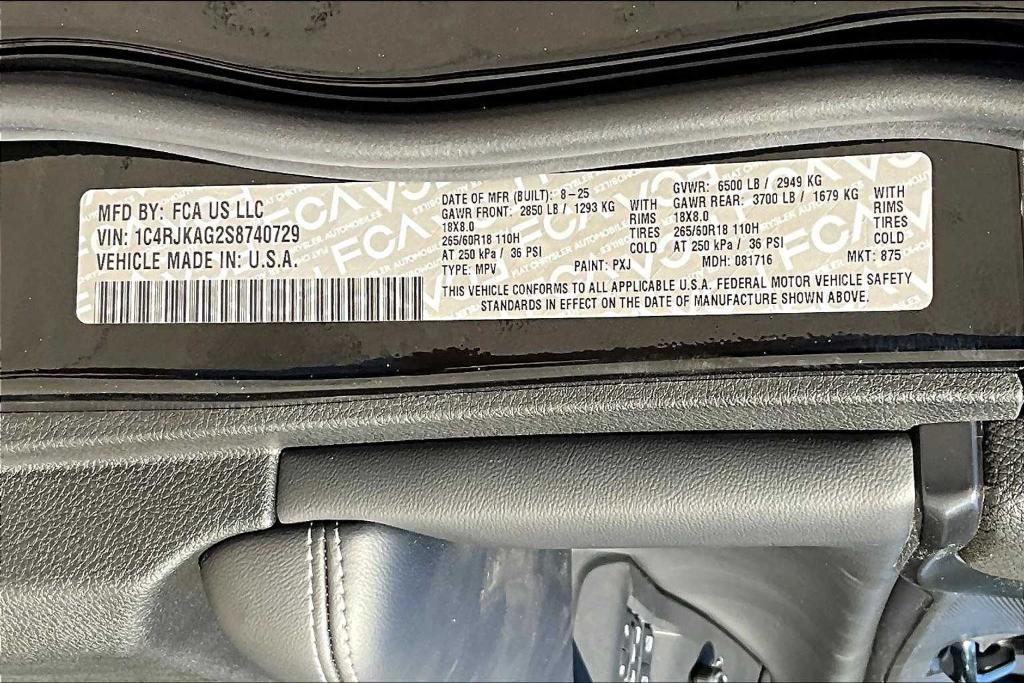 MFD BY: FCA US LLC
VIN: 1C4RJKAG2S8740729
VEHICLE MADE IN: U.S.A.
DATE OF MFR (BUILT): 8-25
GAWR FRONT: 2850 LB / 1293 KG WITH
18X8.0 RIMS
265/60R18 110H TIRES
AT 250 kPa / 36 PSI COLD
TYPE: MPV PAINT: PXJ
GVWR: 6500 LB / 2949 KG
GAWR REAR: 3700 LB / 1679 KG WITH
18X8.0 RIMS
265/60R18 110H TIRES
AT 250 kPa / 36 PSI COLD
MDH: 081716 MKT: 875
THIS VEHICLE CONFORMS TO ALL APPLICABLE U.S.A. FEDERAL MOTOR VEHICLE SAFETY
STANDARDS IN EFFECT ON THE DATE OF MANUFACTURE SHOWN ABOVE.